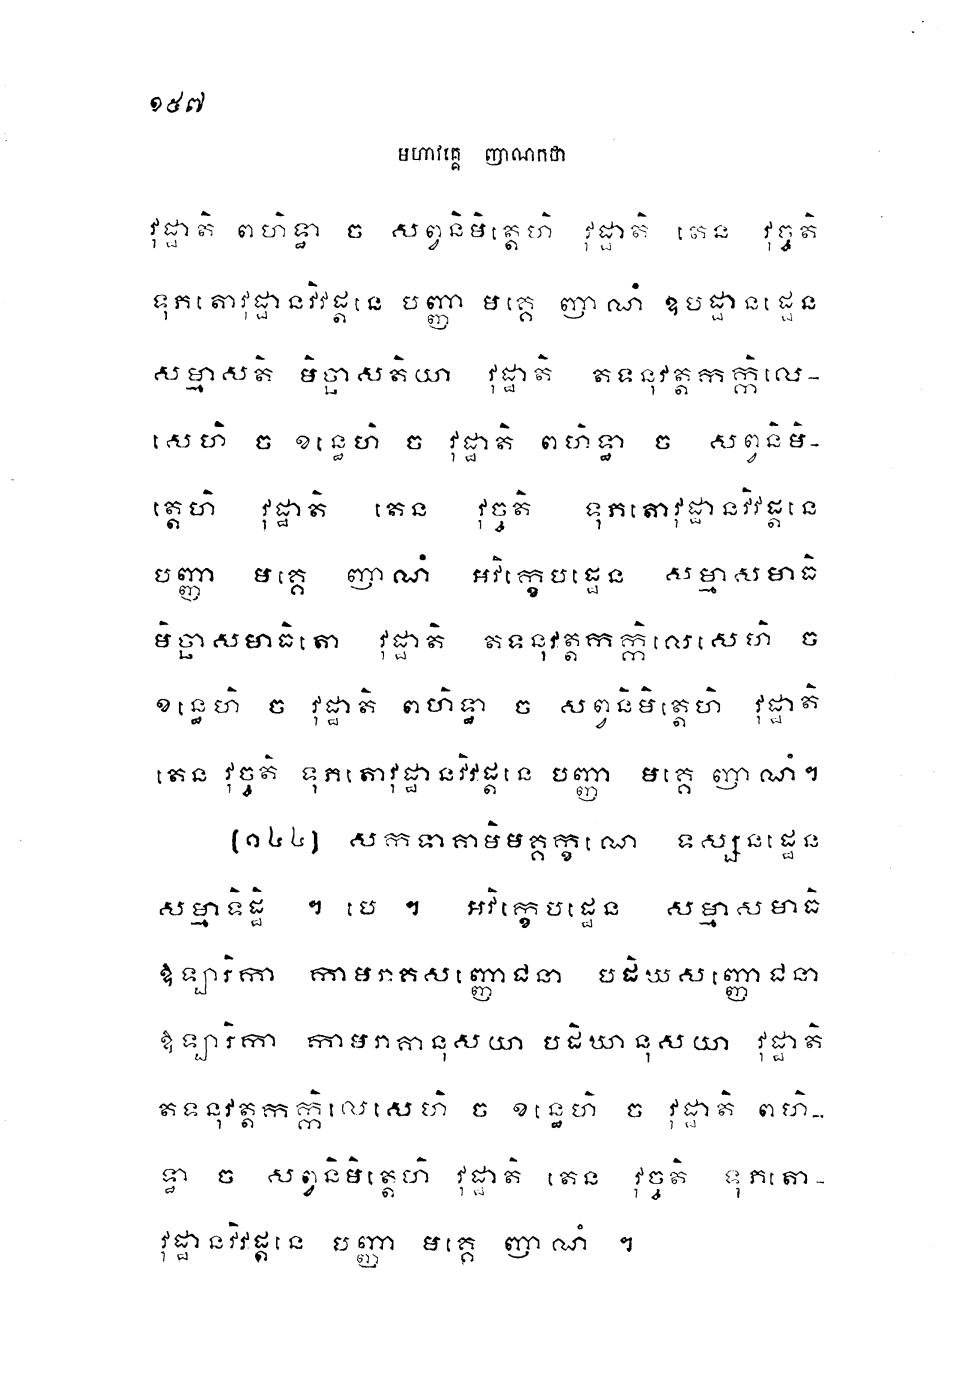 ១៥៧
មហាវគ្គេ ញាណកថា
វុដ្ឋាតិ ពហិទ្ធា ច សព្វនិមិត្តេហិ វុដ្ឋាតិ តេន វុច្ចតិ
ទុភតោវុដ្ឋានវិវដ្តនេ បញ្ញា មគ្គេ ញាណំ ឧបដ្ឋានដ្ឋេន
សម្មាសតិ មិច្ឆាសតិយា វុដ្ឋាតិ តទនុវត្តកកិ្កលេ-
សេហិ ច ខន្ធេហិ ច វុដ្ឋាតិ ពហិទ្ធា ច សព្វនិមិ-
ត្តេហិ វុដ្ឋាតិ តេន វុច្ចតិ ទុភតោវុដ្ឋានវិវដ្តនេ
បញ្ញា មគ្គេ ញាណំ អវិក្ខេបដ្ឋេន សម្មាសមាធិ
មិច្ឆាសមាធិតោ វុដ្ឋាតិ តទនុវត្តកកិ្កលេសេហិ ច
ខន្ធេហិ ច វុដ្ឋាតិ ពហិទ្ធា ច សព្វនិមិត្តេហិ វុដ្ឋាតិ
តេន វុច្ចតិ ទុភតោវុដ្ឋានវិវដ្តនេ បញ្ញា មគ្គេ ញាណំ។
(១៤៤) សកទាគាមិមគ្គក្ខណេ ទស្សនដ្ឋេន
សម្មាទិដ្ឋិ ។ បេ ។ អវិក្ខេបដ្ឋេន សម្មាសមាធិ
ឱឡារិកា កាមរាគសញ្ញោជនា បដិឃសញ្ញោជនា
ឱឡារិកា កាមរាគានុសយា បដិឃានុសយា វុដ្ឋាតិ
តទនុវត្តកកិ្កលេសេហិ ច ខន្ធេហិ ច វុដ្ឋាតិ ពហិ-
ទ្ធា ច សព្វនិមិត្តេហិ វុដ្ឋាតិ តេន វុច្ចតិ ទុភតោ-
វុដ្ឋានវិវដ្តនេ បញ្ញា មគ្គេ ញាណំ ។